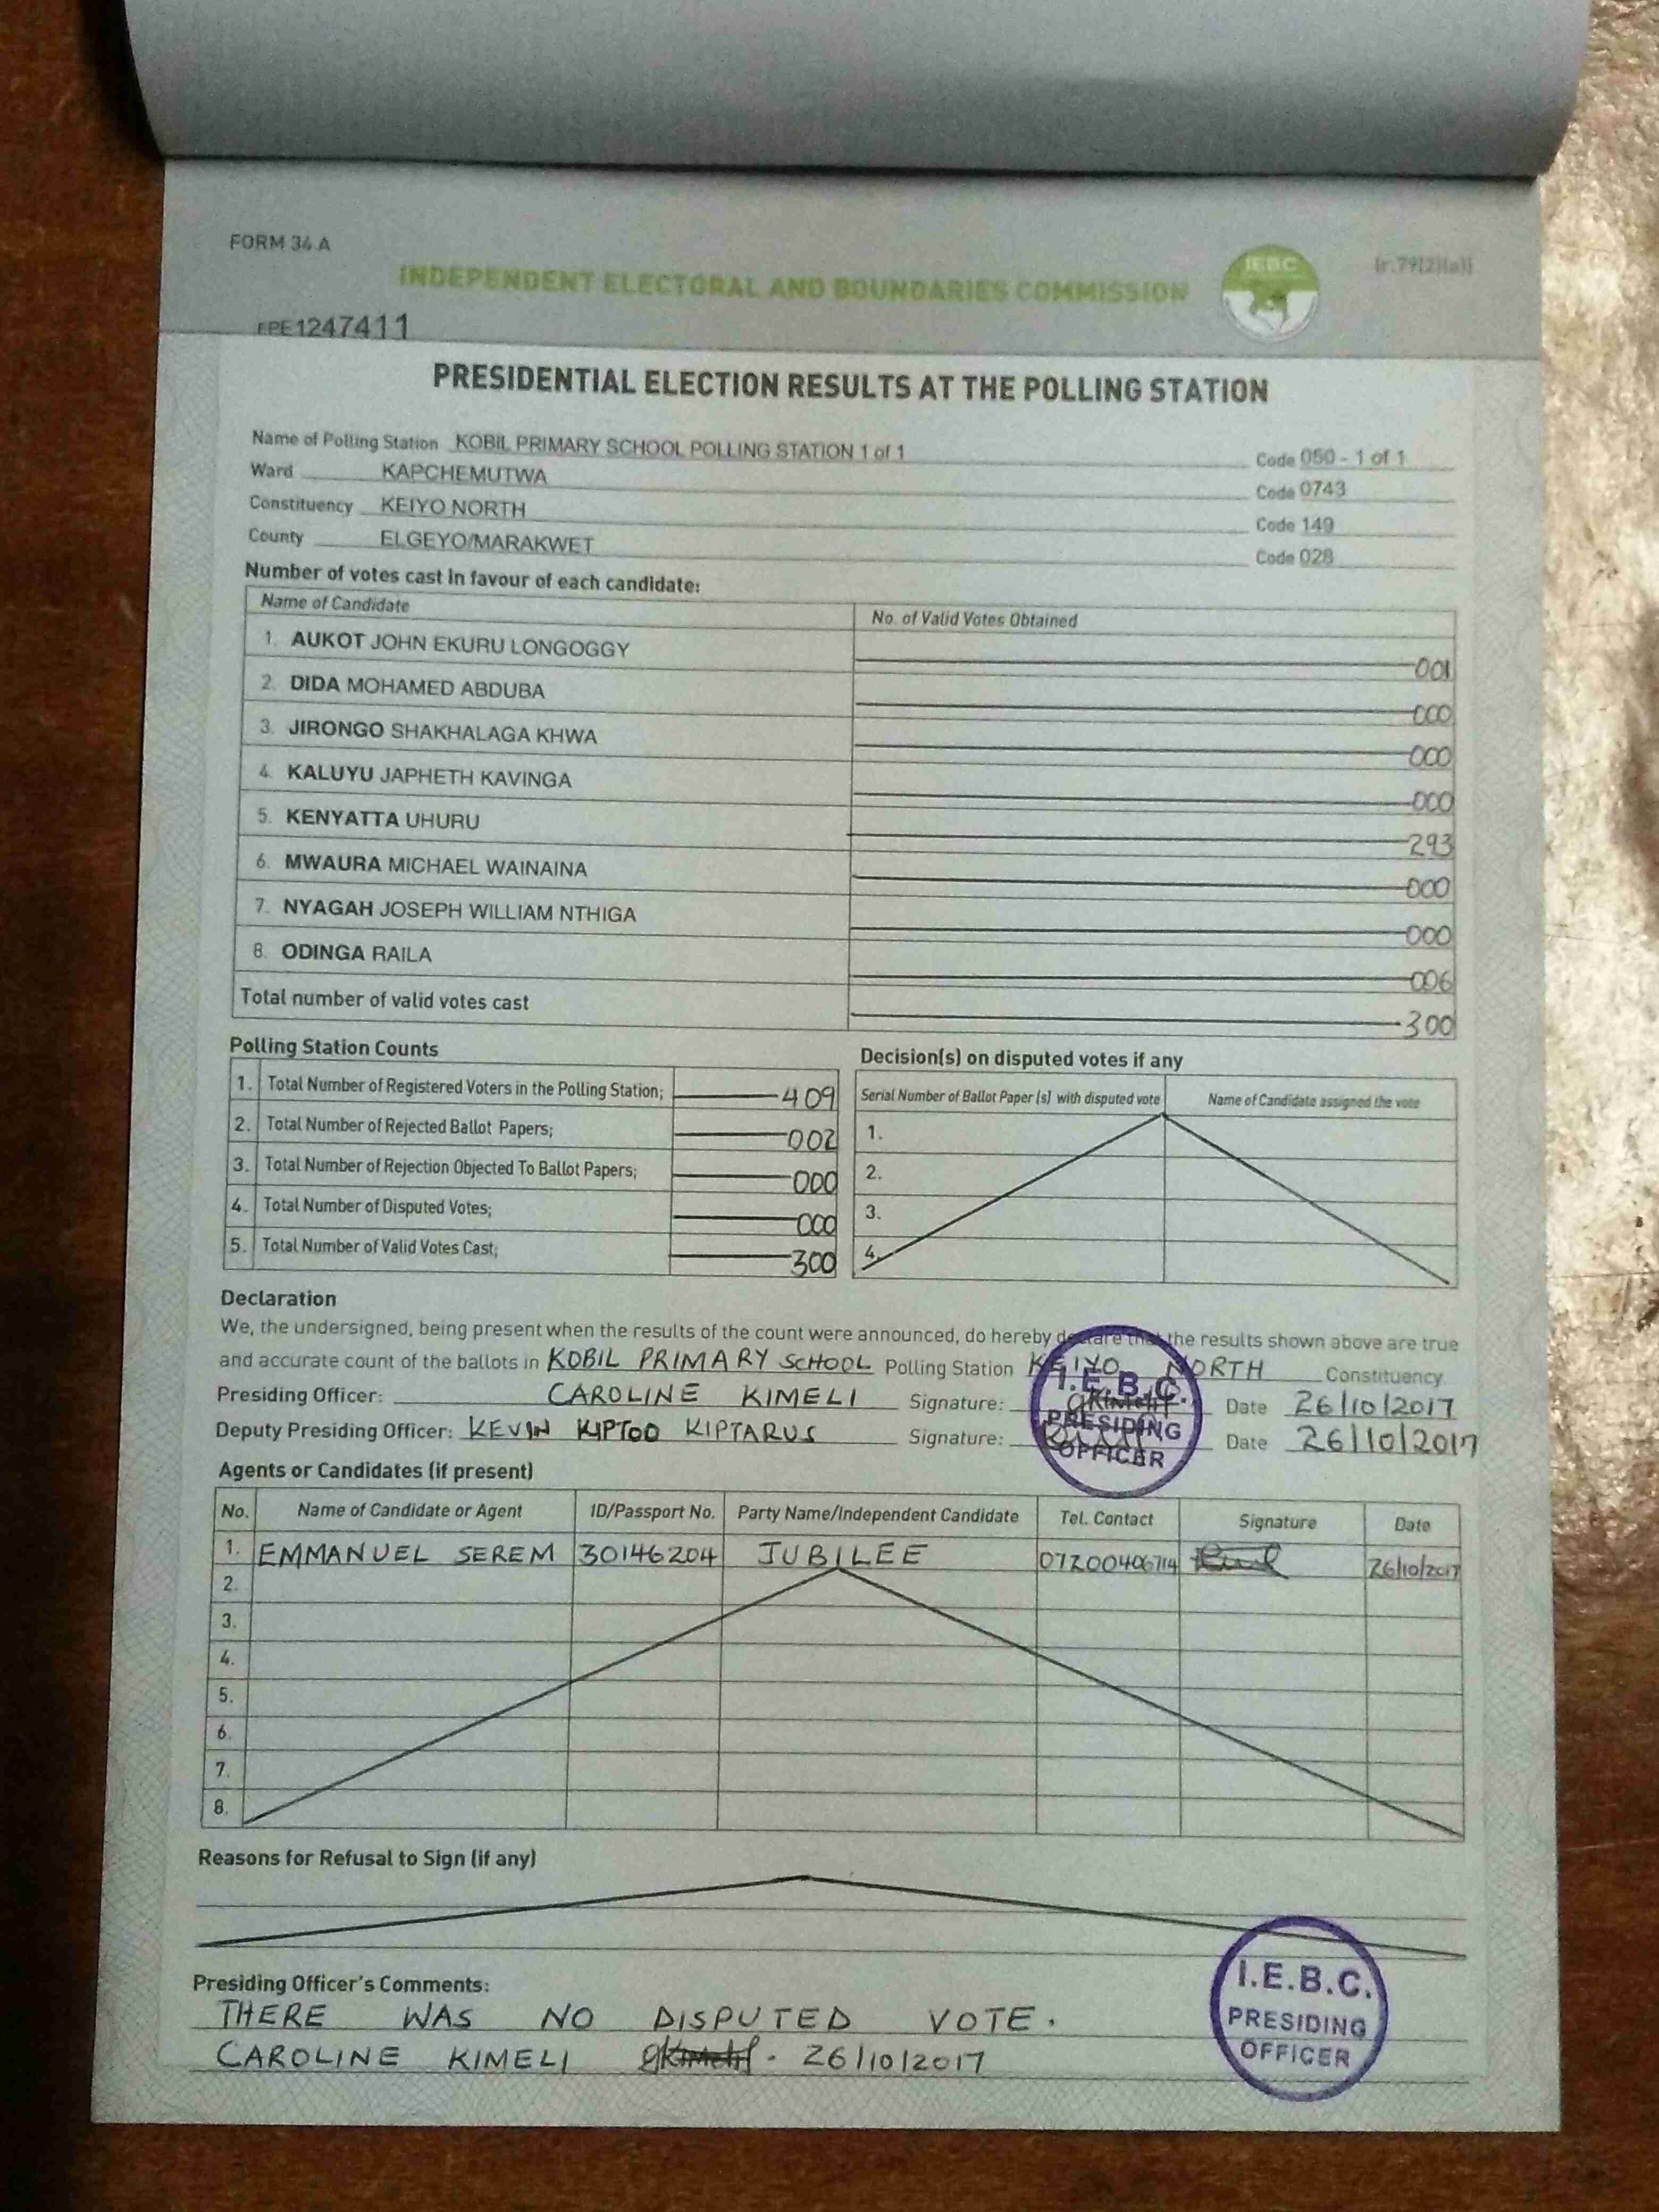 FORM 34 A
INDEPENDENT ELECTORAL AND BOUNDARIES COMMISSION
IEBC
(r.79(2)(a))
EPE1247411
PRESIDENTIAL ELECTION RESULTS AT THE POLLING STATION
Name of Polling Station KOBIL PRIMARY SCHOOL POLLING STATION 1 of 1 Code 050 - 1 of 1
Ward KAPCHEMUTWA Code 0743
Constituency KEIYO NORTH Code 149
County ELGEYO/MARAKWET Code 028
Number of votes cast in favour of each candidate:
Name of Candidate No. of Valid Votes Obtained
1. AUKOT JOHN EKURU LONGOGGY 001
2. DIDA MOHAMED ABDUBA 000
3. JIRONGO SHAKHALAGA KHWA 000
4. KALUYU JAPHETH KAVINGA 000
5. KENYATTA UHURU 293
6. MWAURA MICHAEL WAINAINA 000
7. NYAGAH JOSEPH WILLIAM NTHIGA 000
8. ODINGA RAILA 006
Total number of valid votes cast 300
Polling Station Counts
1. Total Number of Registered Voters in the Polling Station; 409
2. Total Number of Rejected Ballot Papers; 002
3. Total Number of Rejection Objected To Ballot Papers; 000
4. Total Number of Disputed Votes; 000
5. Total Number of Valid Votes Cast; 300
Decision(s) on disputed votes if any
Serial Number of Ballot Paper (s) with disputed vote Name of Candidate assigned the vote
1.
2.
3.
4.
Declaration
We, the undersigned, being present when the results of the count were announced, do hereby declare that the results shown above are true
and accurate count of the ballots in KOBIL PRIMARY SCHOOL Polling Station KEIYO NORTH Constituency.
Presiding Officer: CAROLINE KIMELI Signature: Date 26/10/2017
Deputy Presiding Officer: KEVIN KIPTOO KIPTARUS Signature: Date 26/10/2017
I.E.B.C.
PRESIDING
OFFICER
Agents or Candidates (if present)
No. Name of Candidate or Agent ID/Passport No. Party Name/Independent Candidate Tel. Contact Signature Date
1. EMMANUEL SEREM 30146204 JUBILEE 0720040674 26/10/2017
2.
3.
4.
5.
6.
7.
8.
Reasons for Refusal to Sign (if any)
Presiding Officer's Comments:
THERE WAS NO DISPUTED VOTE.
CAROLINE KIMELI 26/10/2017
I.E.B.C.
PRESIDING
OFFICER